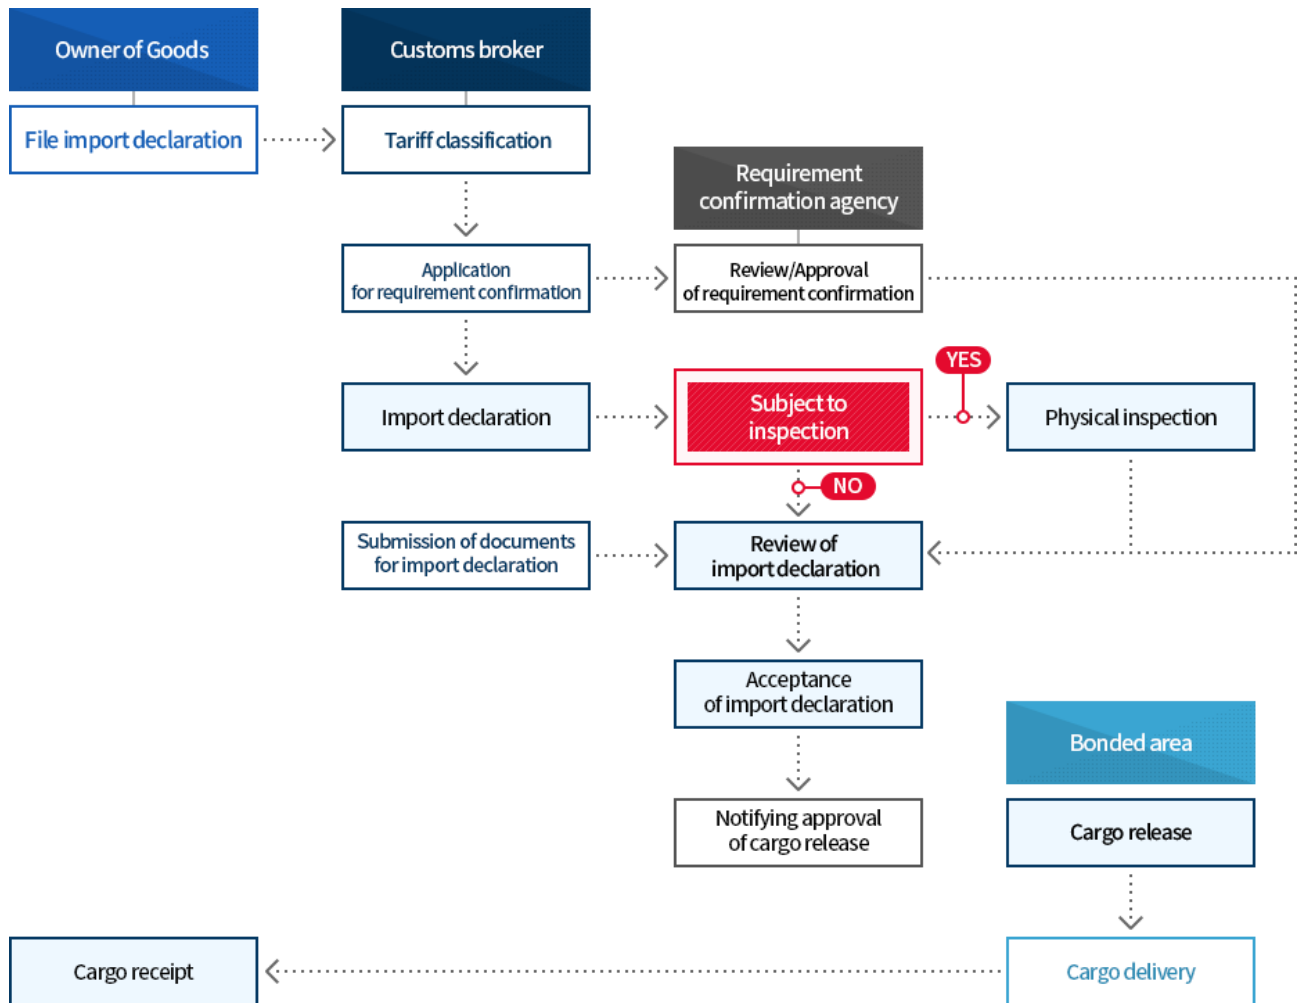 Owner of Goods
Customs broker
File import declaration
Tariff classification
Requirement
confirmation agency
Application
for requirement confirmation
Review/Approval
of requirement confirmation
YES
Import declaration
Subject to
inspection
Physical inspection
NO
Submission of documents
for import declaration
Review of
import declaration
Acceptance
of import declaration
Bonded area
Notifying approval
of cargo release
Cargo release
Cargo receipt
Cargo delivery